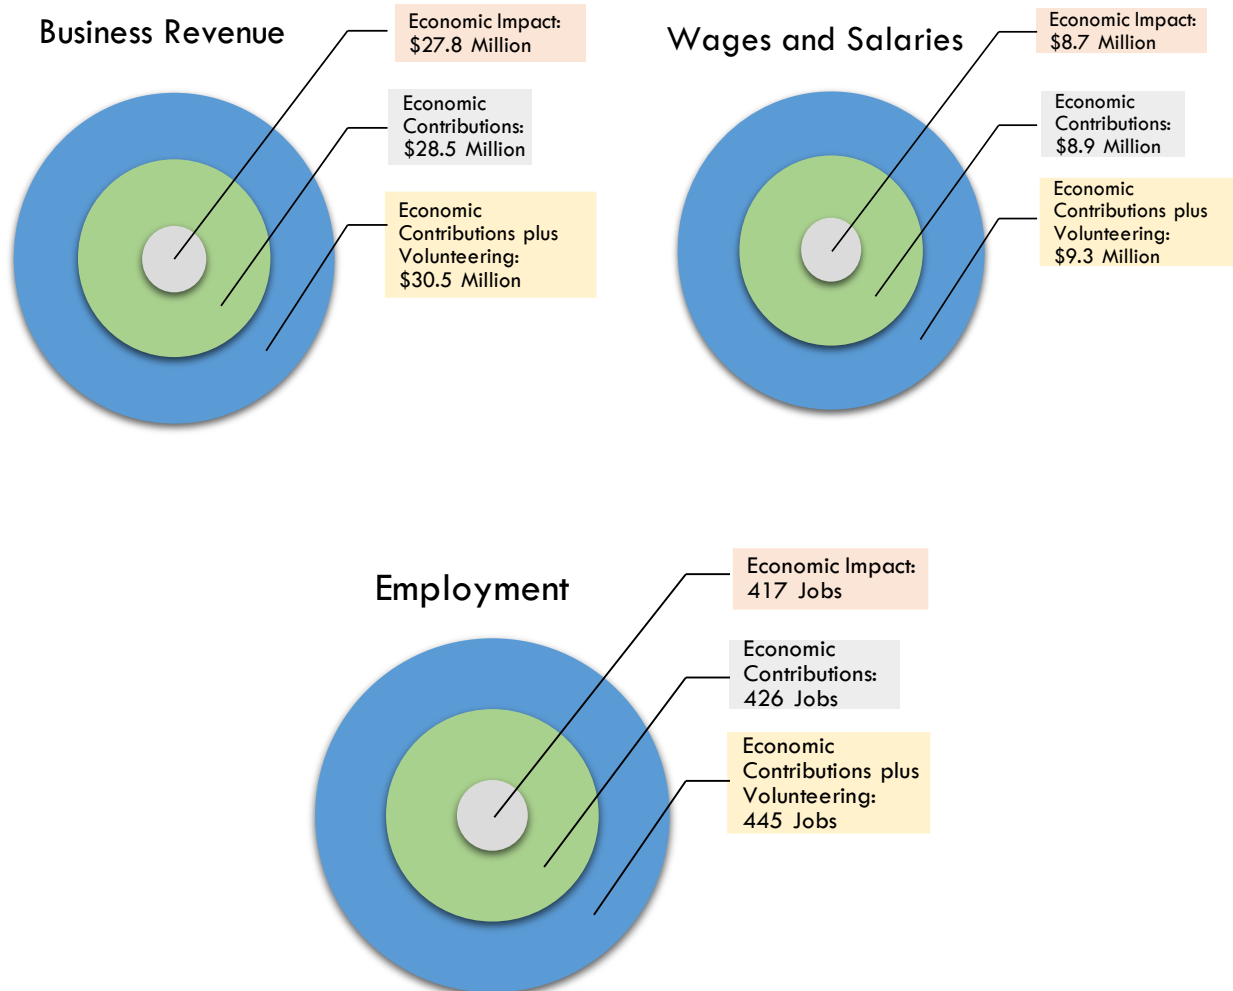 Business Revenue
Economic Impact:
$27.8 Million
Economic
Contributions:
$28.5 Million
Economic
Contributions plus
Volunteering:
$30.5 Million
Wages and Salaries
Economic Impact:
$8.7 Million
Economic
Contributions:
$8.9 Million
Economic
Contributions plus
Volunteering:
$9.3 Million
Employment
Economic Impact:
417 Jobs
Economic
Contributions:
426 Jobs
Economic
Contributions plus
Volunteering:
445 Jobs